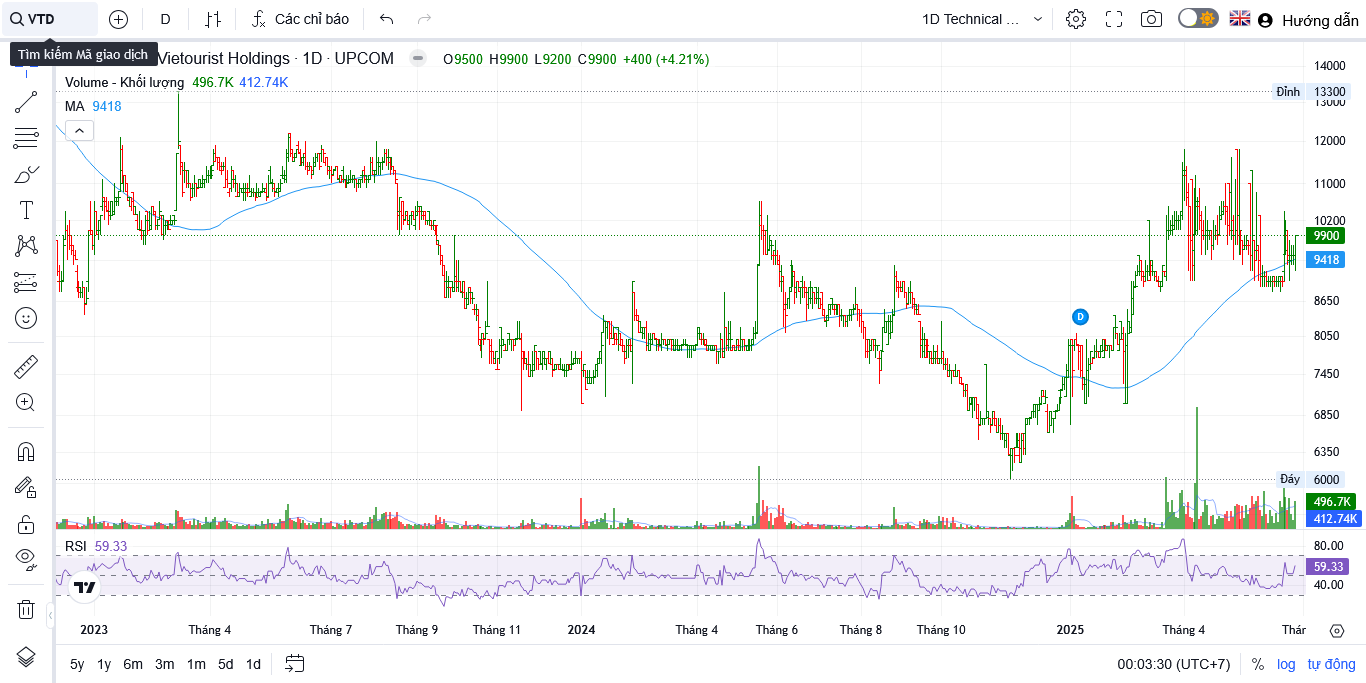 VTD
D
Các chỉ báo
1D Technical ...
Hướng dẫn
Tìm kiếm Mã giao dịch
Vietourist Holdings · 1D · UPCOM
O9500 H9900 L9200 C9900 +400 (+4.21%)
Volume - Khối lượng 496.7K 412.74K
MA 9418
14000
Đỉnh 13300
13000
12000
11000
10200
9900
9418
8650
8050
7450
6850
6350
Đáy 6000
496.7K
412.74K
D
RSI 59.33
80.00
59.33
40.00
2023 Tháng 4 Tháng 7 Tháng 9 Tháng 11 2024 Tháng 4 Tháng 6 Tháng 8 Tháng 10 2025 Tháng 4 Thár
5y 1y 6m 3m 1m 5d 1d
00:03:30 (UTC+7) % log tự động